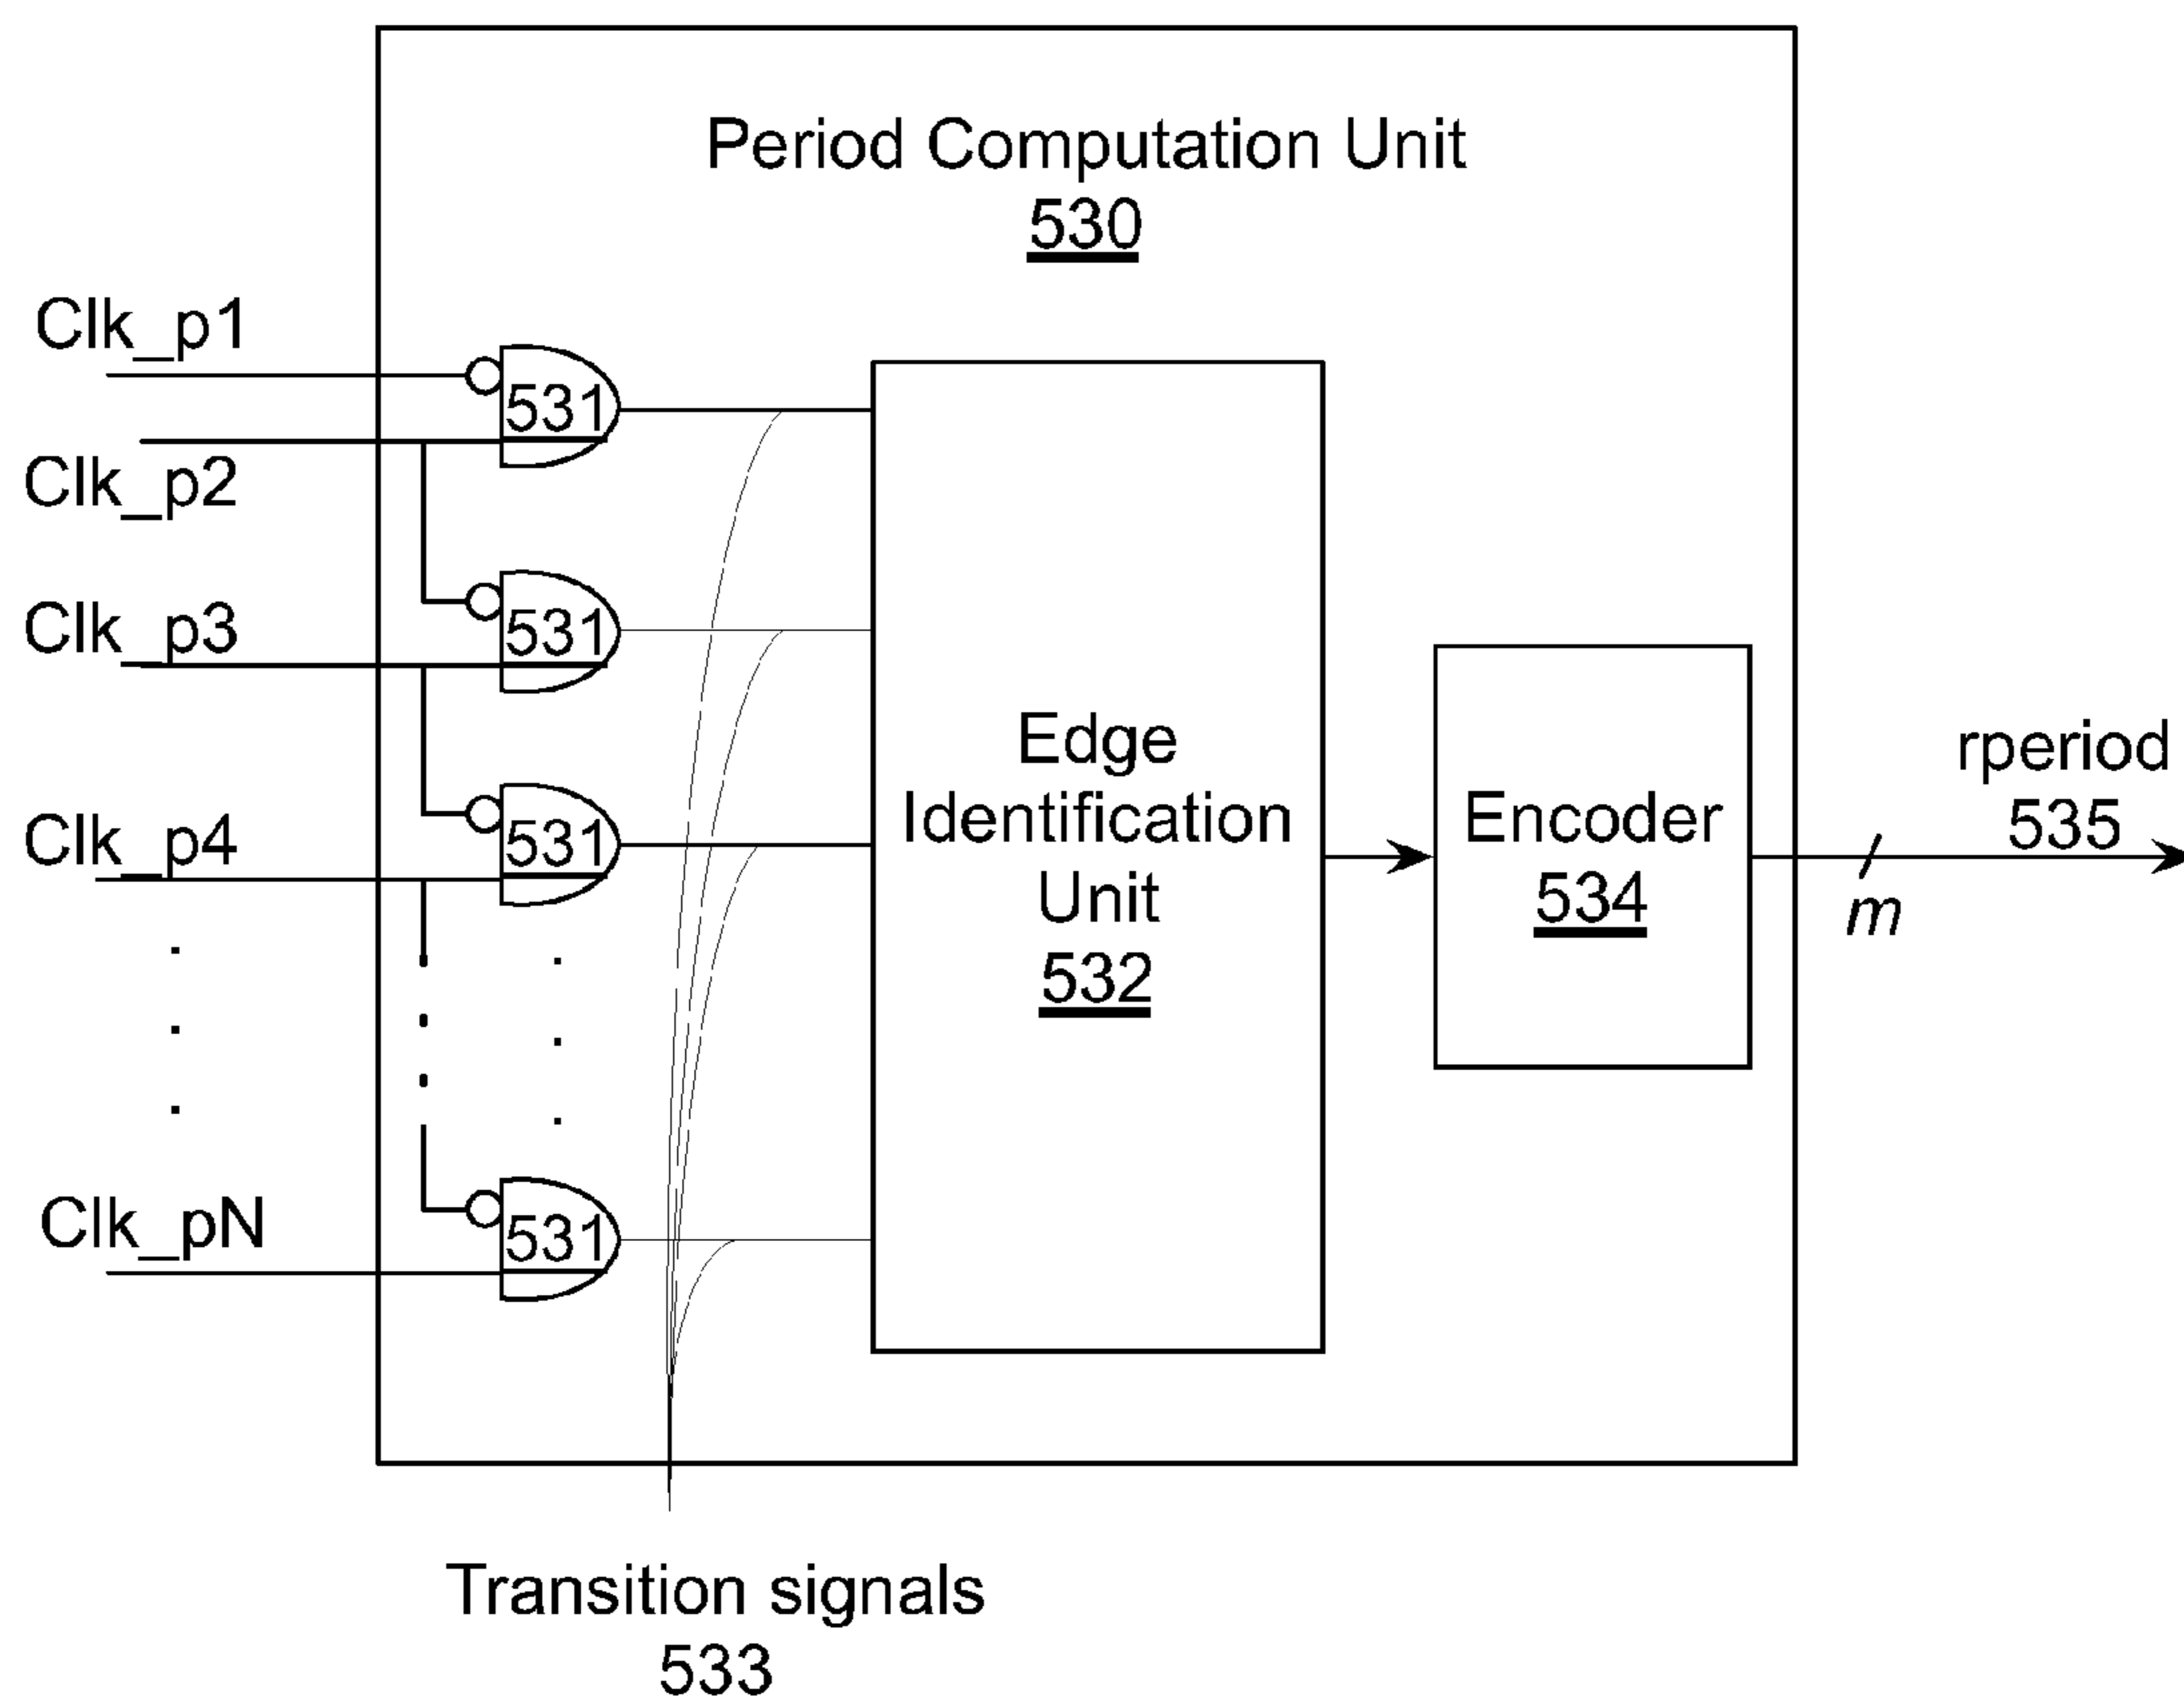 Period Computation Unit
530
Clk_p1
531
Clk_p2
Clk_p3
531
Clk_p4
531
Clk_pN
531
Edge
Identification
Unit
532
Encoder
534
rperiod
535
m
Transition signals
533